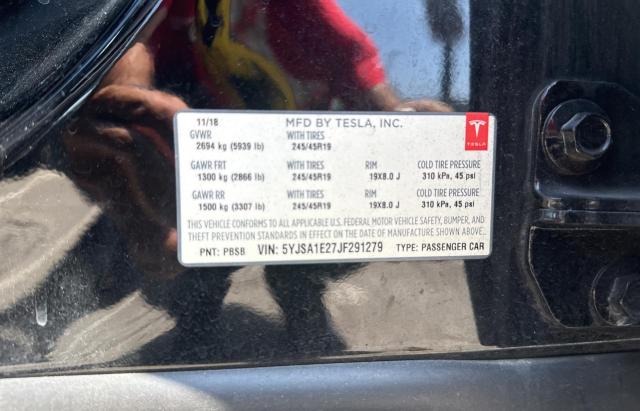 11/18 MFD BY TESLA, INC.
GVWR WITH TIRES
2694 kg (5939 lb) 245/45R19
TESLA
GAWR FRT WITH TIRES RIM COLD TIRE PRESSURE
1300 kg (2866 lb) 245/45R19 19X8.0 J 310 kPa, 45 psi
GAWR RR WITH TIRES RIM COLD TIRE PRESSURE
1500 kg (3307 lb) 245/45R19 19X8.0 J 310 kPa, 45 psi
THIS VEHICLE CONFORMS TO ALL APPLICABLE U.S. FEDERAL MOTOR VEHICLE SAFETY, BUMPER, AND
THEFT PREVENTION STANDARDS IN EFFECT ON THE DATE OF MANUFACTURE SHOWN ABOVE.
PNT: PBSB VIN: 5YJSA1E27JF291279 TYPE: PASSENGER CAR